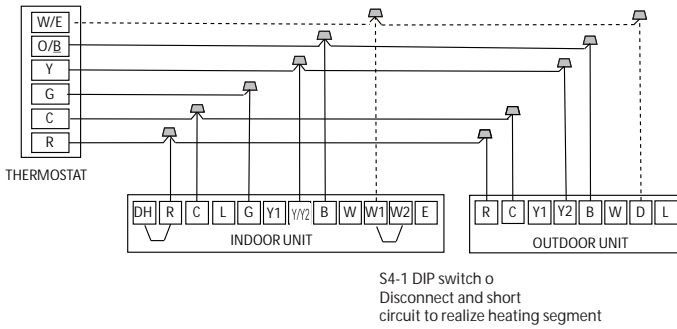 W/E
O/B
Y
G
C
R
THERMOSTAT
DH R C L G Y1 Y/Y2 B W W1 W2 E
INDOOR UNIT
R C Y1 Y2 B W D L
OUTDOOR UNIT
S4-1 DIP switch o
Disconnect and short
circuit to realize heating segment